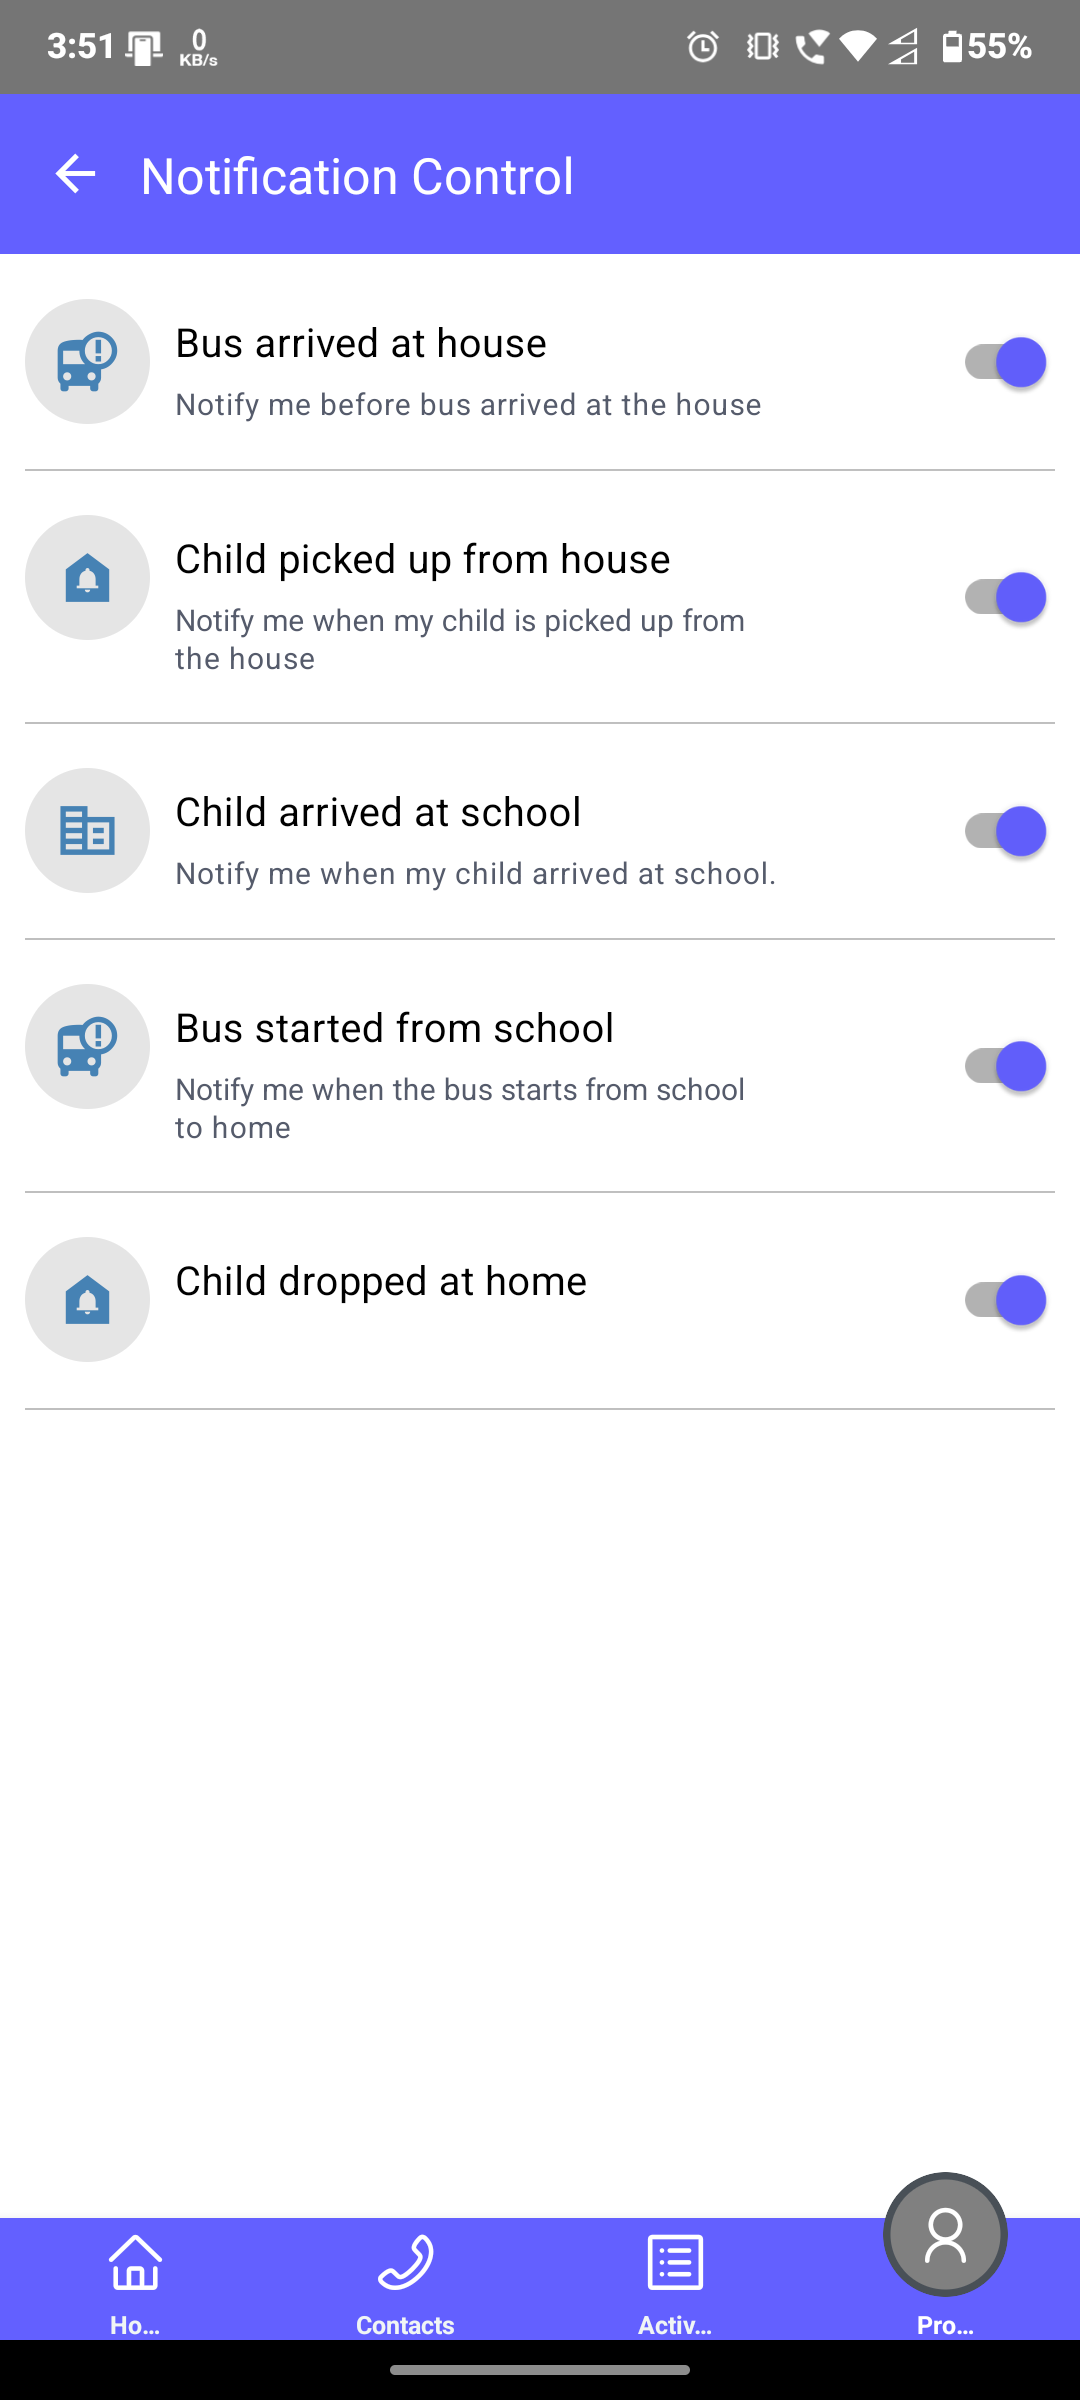 3:51
0
KB/s
55%
Notification Control
Bus arrived at house
Notify me before bus arrived at the house
Child picked up from house
Notify me when my child is picked up from
the house
Child arrived at school
Notify me when my child arrived at school.
Bus started from school
Notify me when the bus starts from school
to home
Child dropped at home
Ho...
Contacts
Activ...
Pro...